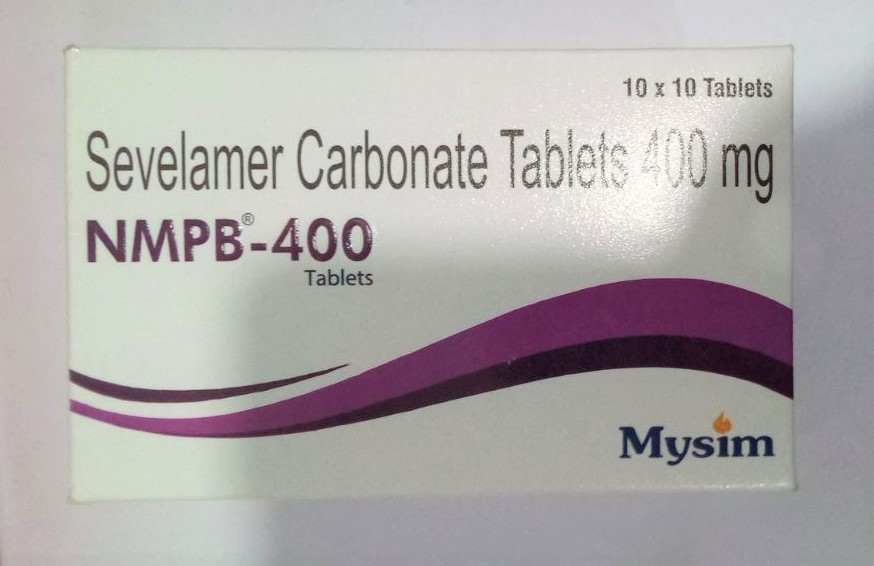 10 x 10 Tablets
Sevelamer Carbonate Tablets 400 mg
NMPB®-400
Tablets
Mysim